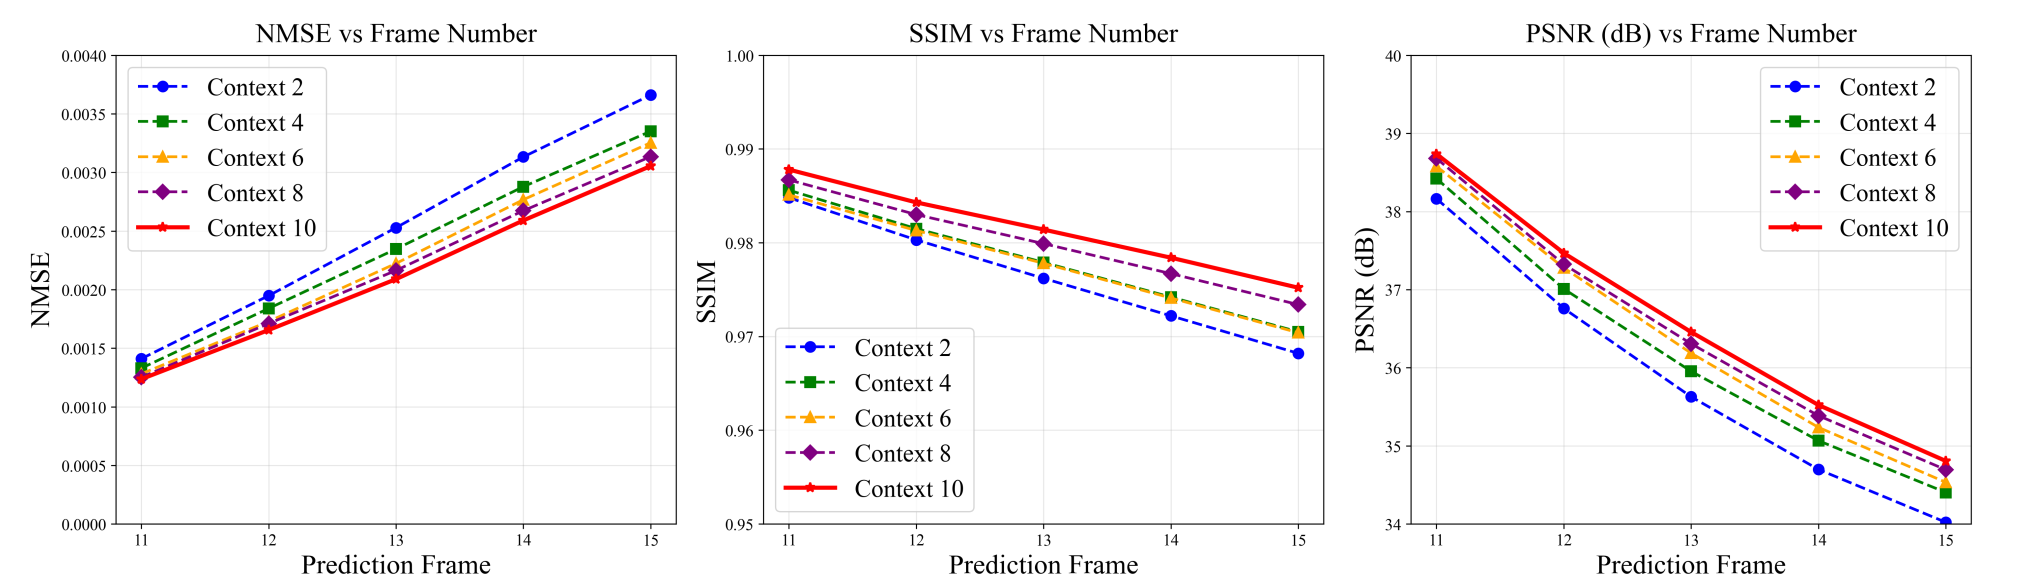 NMSE vs Frame Number
0.0040
0.0035
0.0030
0.0025
0.0020
0.0015
0.0010
0.0005
0.0000
NMSE
Context 2
Context 4
Context 6
Context 8
Context 10
11 12 13 14 15
Prediction Frame
SSIM vs Frame Number
1.00
0.99
0.98
0.97
0.96
0.95
SSIM
Context 2
Context 4
Context 6
Context 8
Context 10
11 12 13 14 15
Prediction Frame
PSNR (dB) vs Frame Number
40
39
38
37
36
35
34
PSNR (dB)
Context 2
Context 4
Context 6
Context 8
Context 10
11 12 13 14 15
Prediction Frame